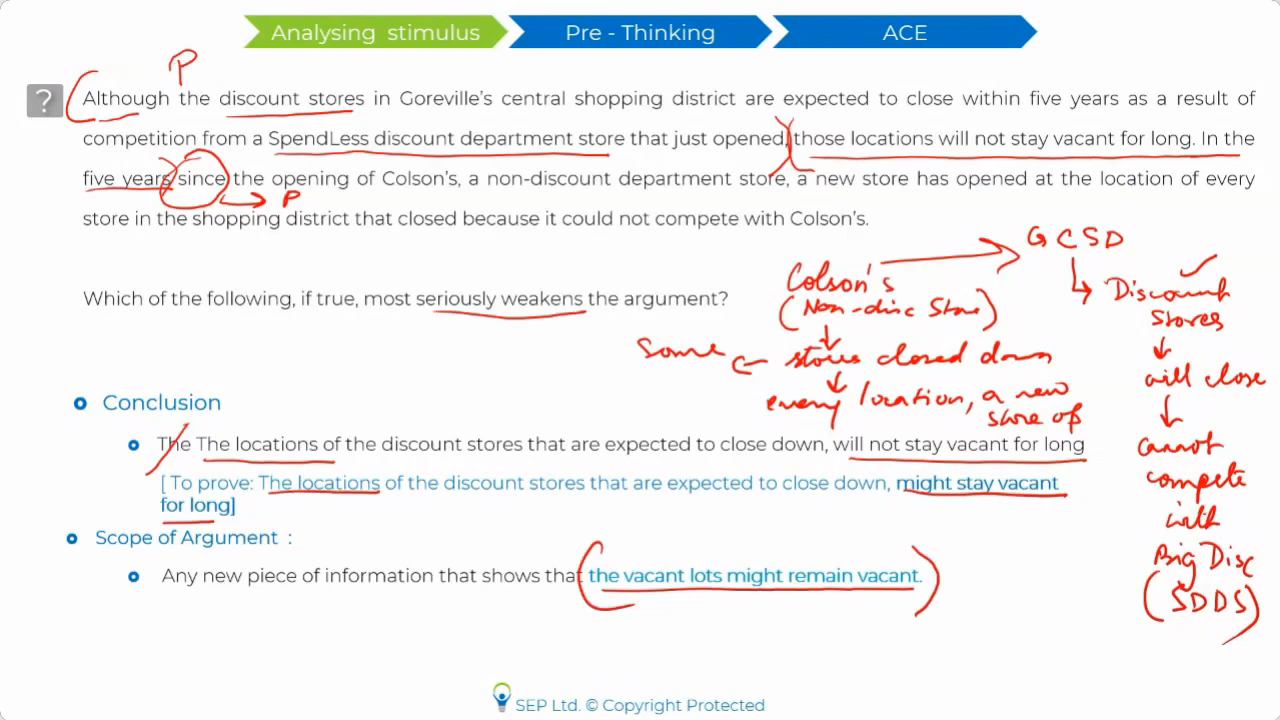 Analysing stimulus
Pre - Thinking
ACE
P
?
Although the discount stores in Goreville's central shopping district are expected to close within five years as a result of
competition from a SpendLess discount department store that just opened, those locations will not stay vacant for long. In the
five years since the opening of Colson's, a non-discount department store, a new store has opened at the location of every
P
store in the shopping district that closed because it could not compete with Colson's.
Which of the following, if true, most seriously weakens the argument?
G C S D
Colson's
(Non-disc Store)
Discount
Stores
Some
stores closed down
will close
every location, a new
store op
Conclusion
The The locations of the discount stores that are expected to close down, will not stay vacant for long
[ To prove: The locations of the discount stores that are expected to close down, might stay vacant
for long]
cannot
compete
with
Big Disc
(SDDS)
Scope of Argument :
Any new piece of information that shows that the vacant lots might remain vacant.
SEP Ltd. © Copyright Protected